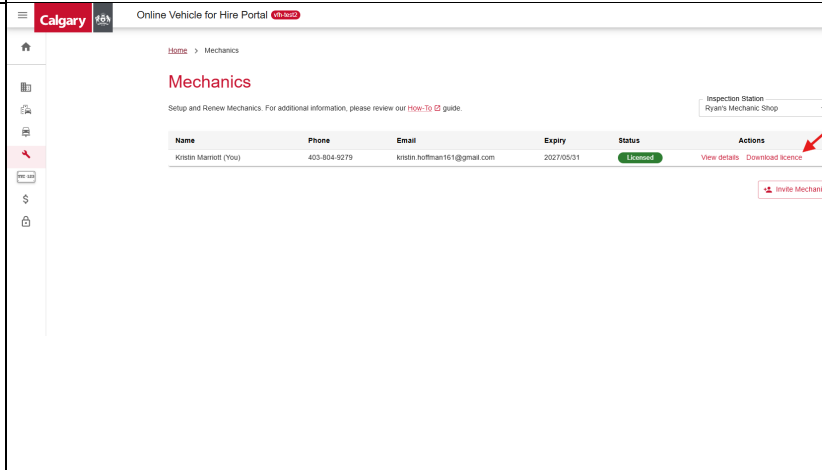 Calgary
Online Vehicle for Hire Portal vfh-test2
Home > Mechanics
Mechanics
Setup and Renew Mechanics. For additional information, please review our How-To guide.
Inspection Station
Ryan's Mechanic Shop
Name Phone Email Expiry Status Actions
Kristin Marriott (You) 403-804-9279 kristin.hoffman161@gmail.com 2027/05/31 Licensed View details Download licence
Invite Mechani
$